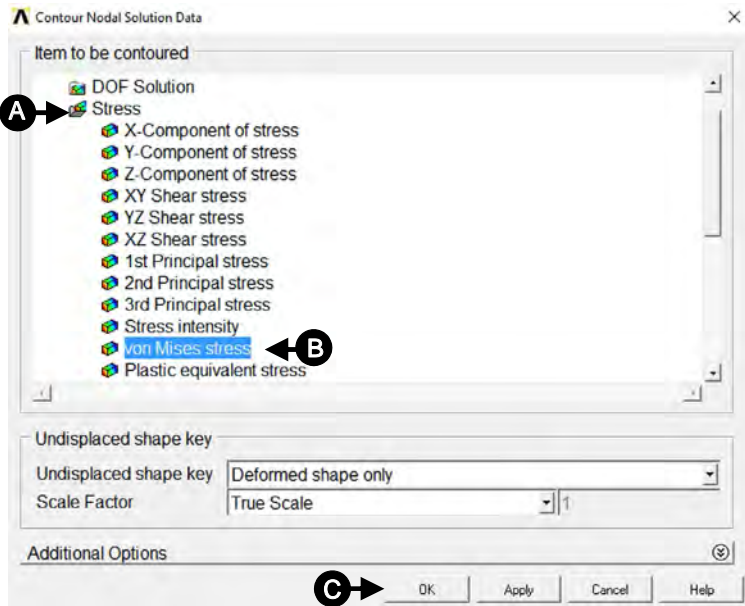 Contour Nodal Solution Data
Item to be contoured
DOF Solution
A Stress
X-Component of stress
Y-Component of stress
Z-Component of stress
XY Shear stress
YZ Shear stress
XZ Shear stress
1st Principal stress
2nd Principal stress
3rd Principal stress
Stress intensity
von Mises stress B
Plastic equivalent stress
Undisplaced shape key
Undisplaced shape key Deformed shape only
Scale Factor True Scale 1
Additional Options
C OK Apply Cancel Help